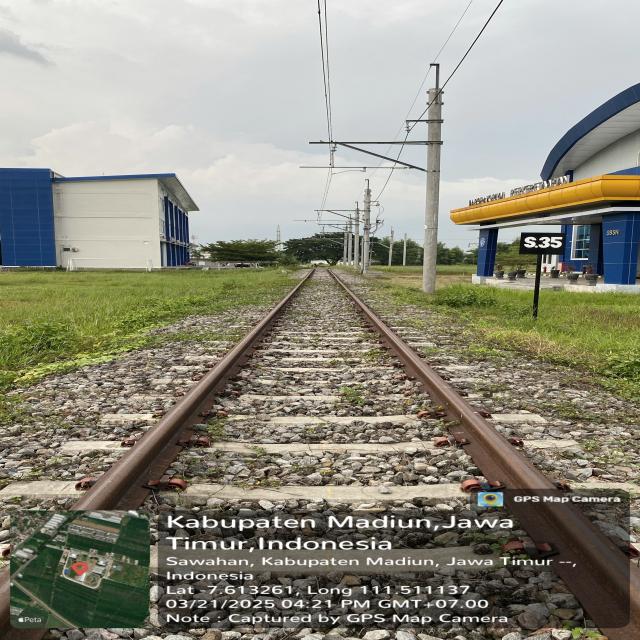 S.35
GPS Map Camera
Kabupaten Madiun,Jawa
Timur,Indonesia
Sawahan, Kabupaten Madiun, Jawa Timur --,
Indonesia
Lat -7.613261, Long 111.511137
03/21/2025 04:21 PM GMT+07.00
Note : Captured by GPS Map Camera
Peta